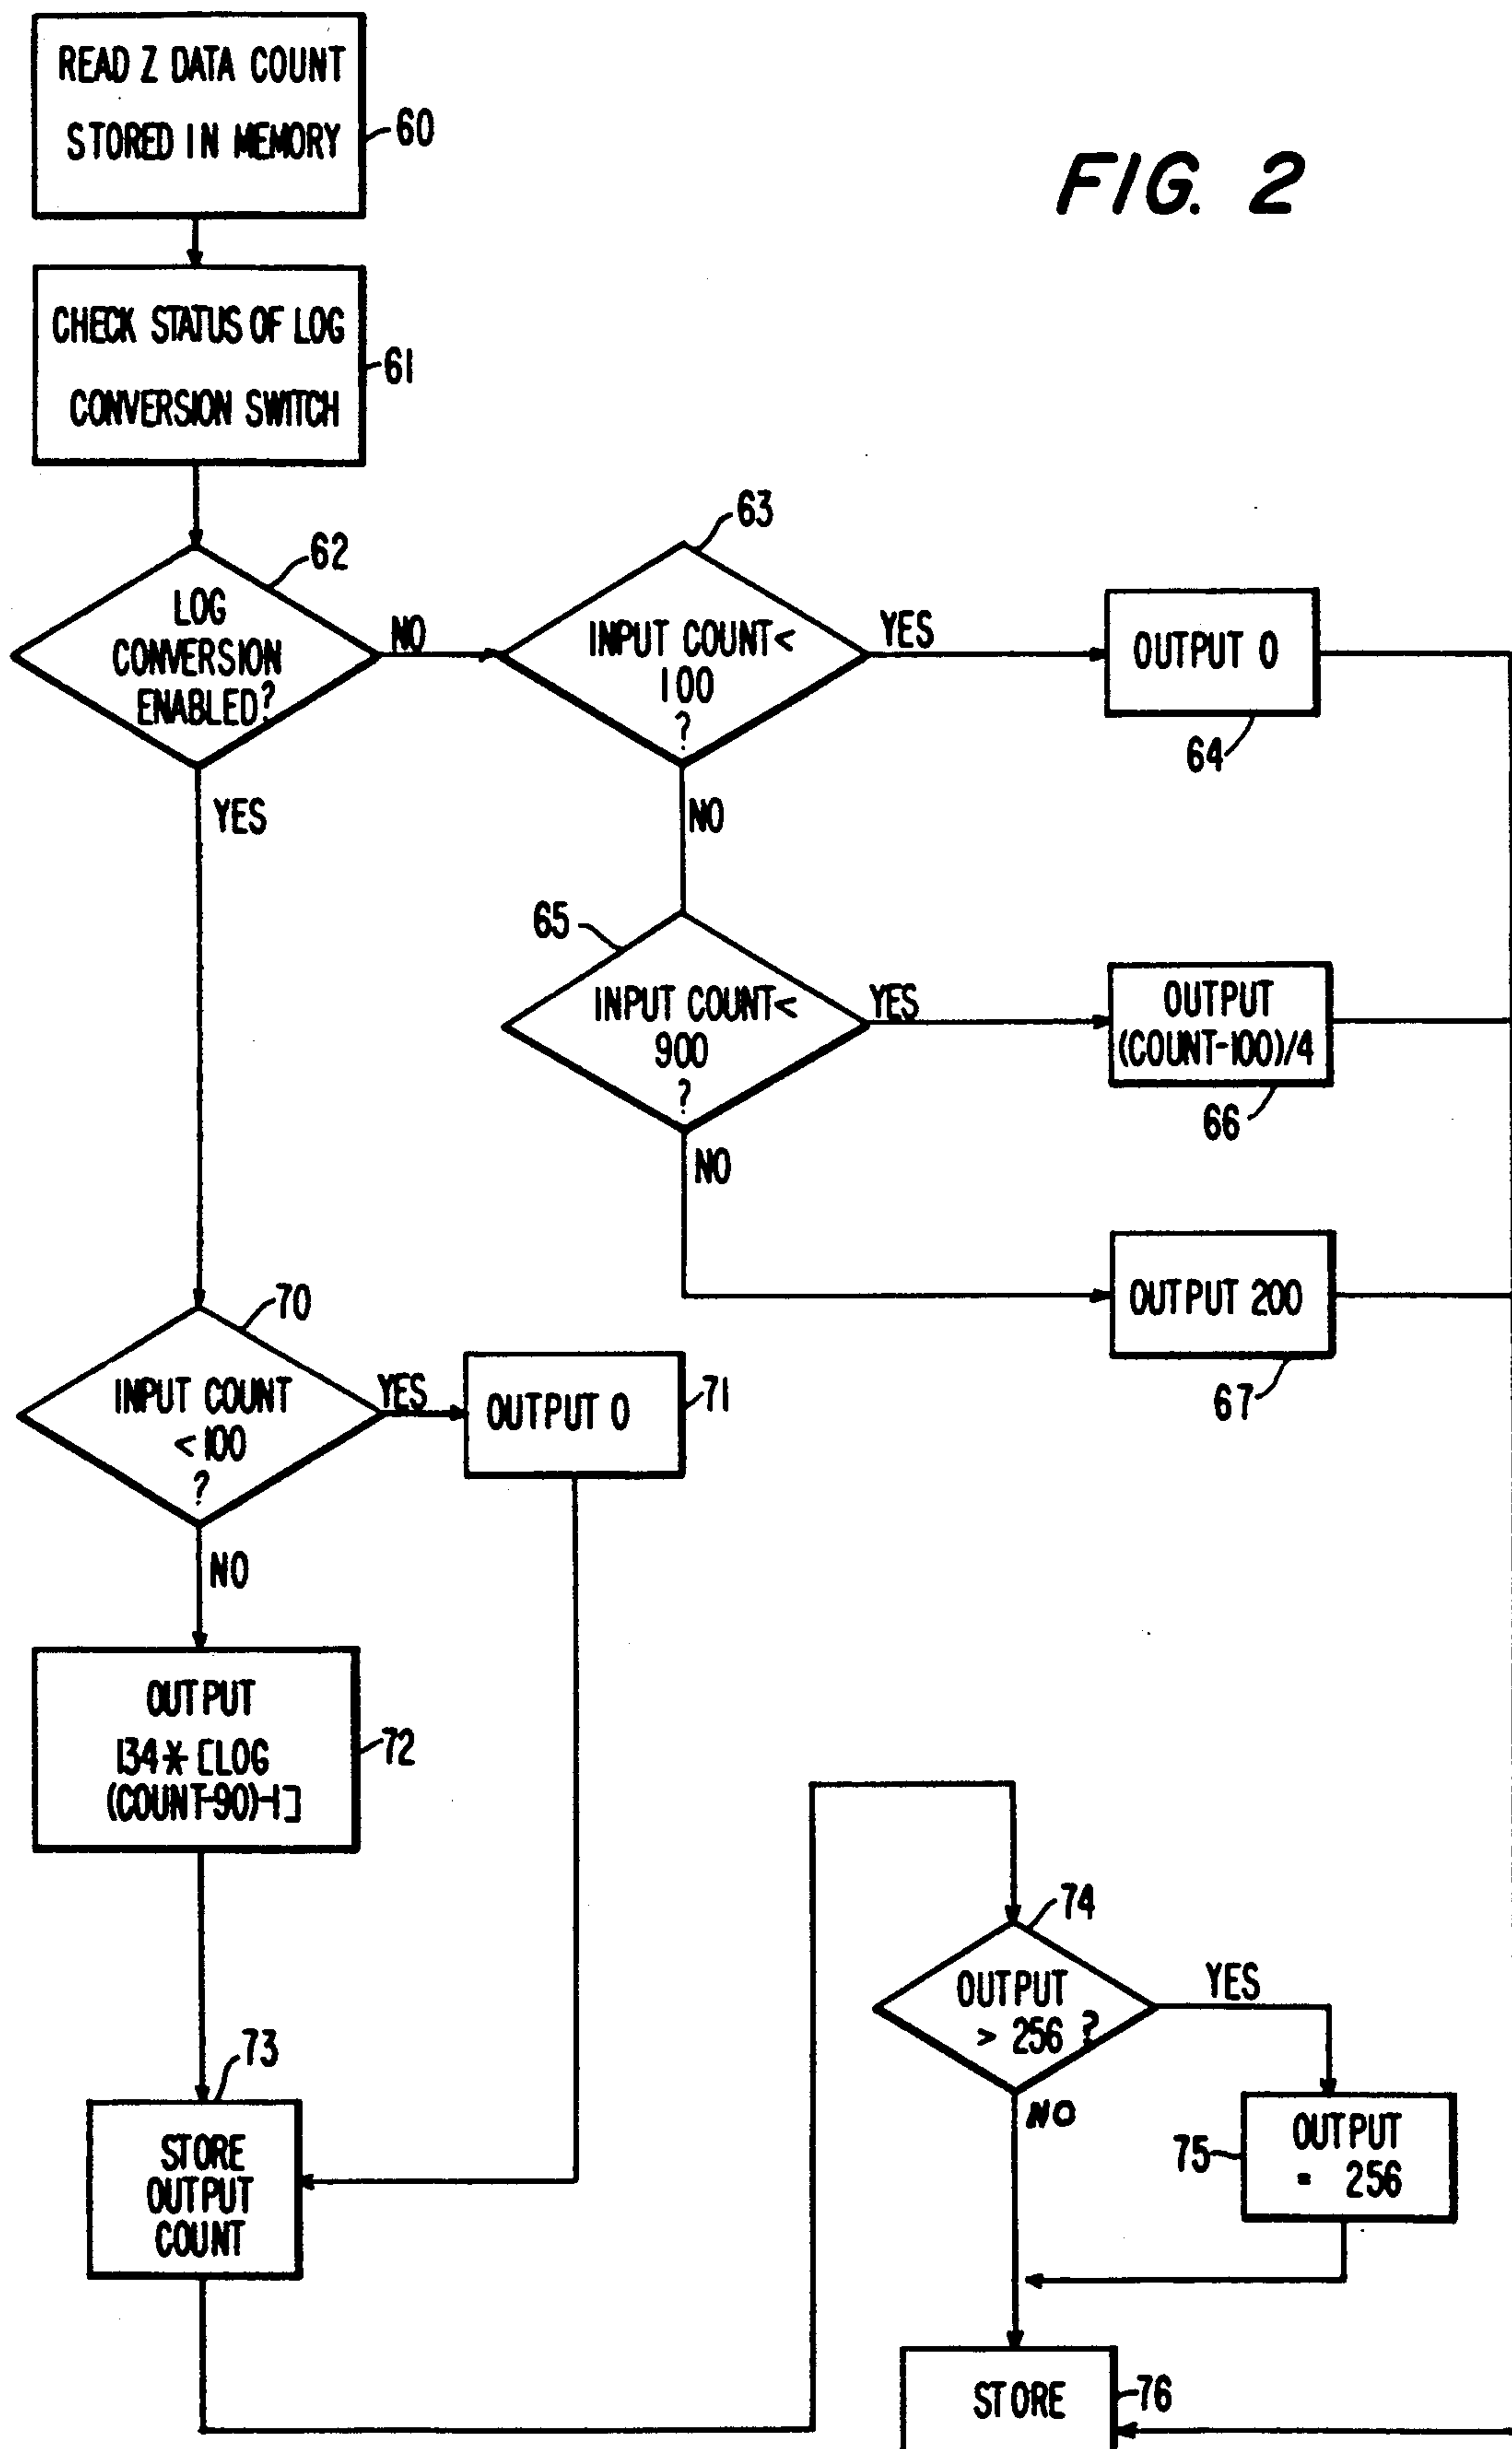 READ Z DATA COUNT
STORED IN MEMORY
60
FIG. 2
CHECK STATUS OF LOG
CONVERSION SWITCH
61
62
LOG
CONVERSION
ENABLED?
NO
YES
63
INPUT COUNT<
100
?
YES
NO
OUTPUT 0
64
65
INPUT COUNT<
900
?
YES
NO
OUTPUT
(COUNT-100)/4
66
OUTPUT 200
67
70
INPUT COUNT
<100
?
YES
NO
OUTPUT 0
71
OUTPUT
134* [LOG
(COUNT-90)-1]
72
73
STORE
OUTPUT
COUNT
74
OUTPUT
> 256 ?
YES
NO
75
OUTPUT
= 256
STORE
76